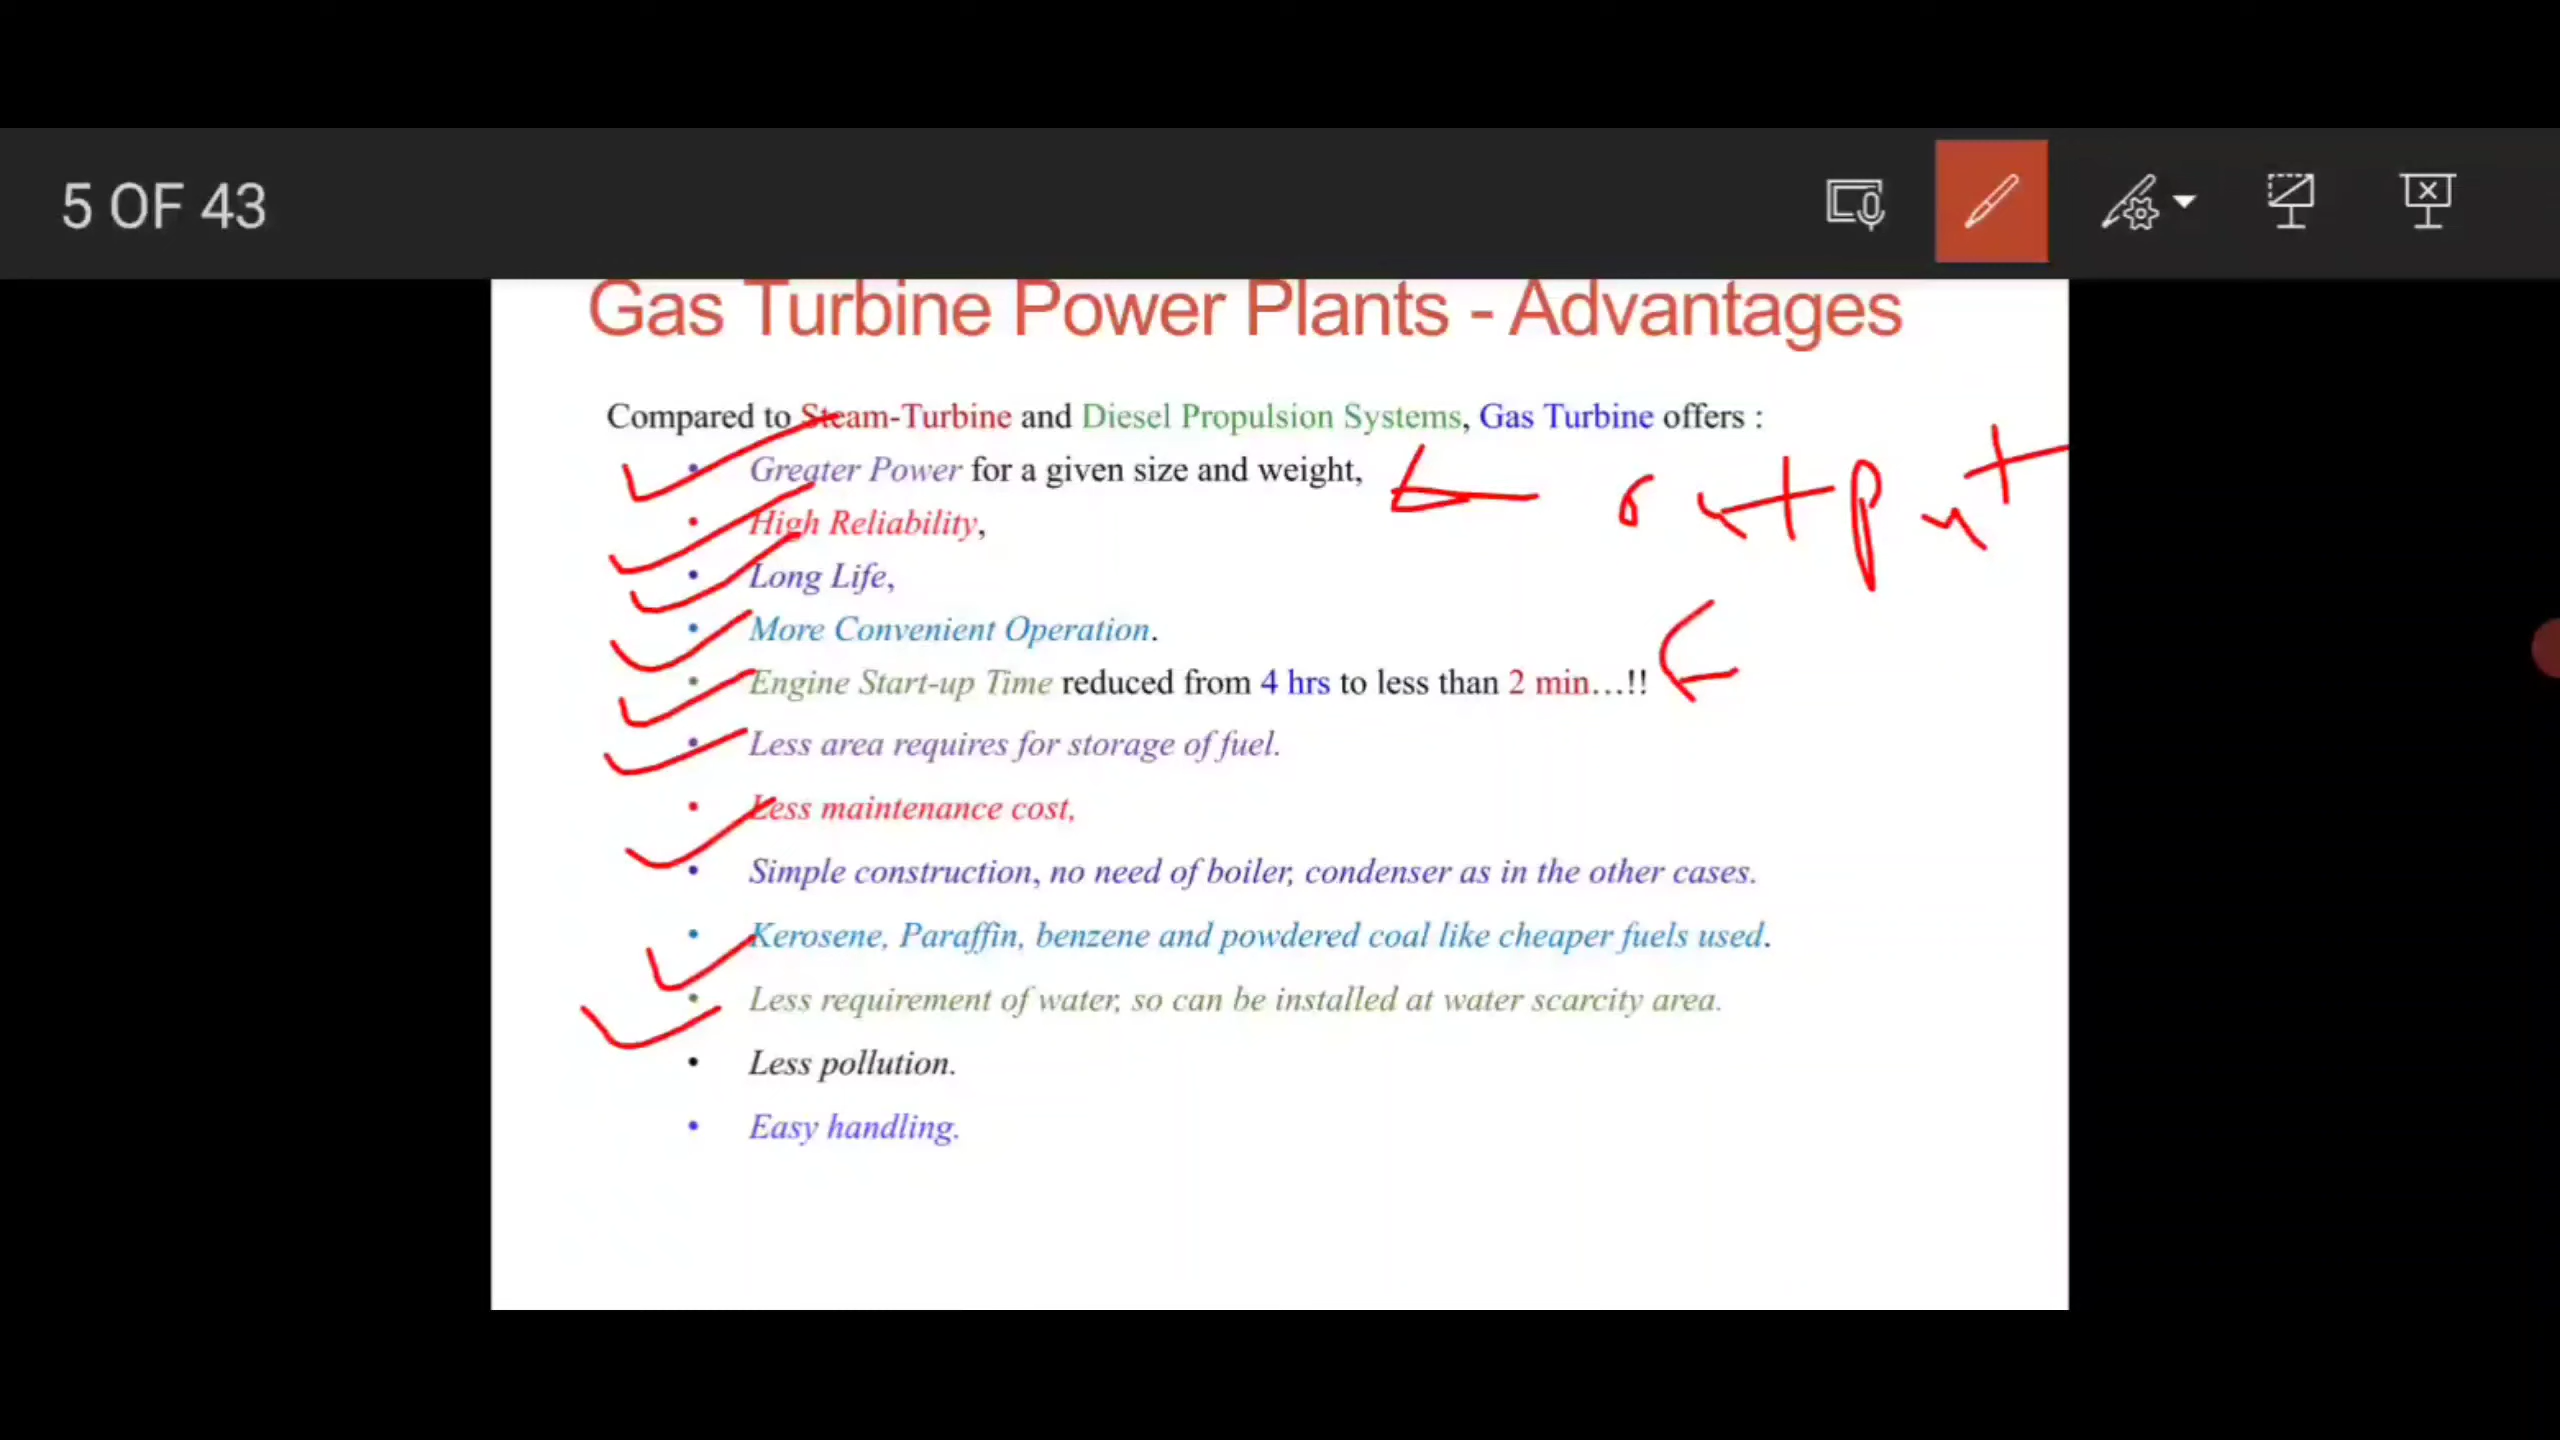 5 OF 43
Gas Turbine Power Plants - Advantages
Compared to Steam-Turbine and Diesel Propulsion Systems, Gas Turbine offers :
• Greater Power for a given size and weight,
output
• High Reliability,
• Long Life,
• More Convenient Operation.
• Engine Start-up Time reduced from 4 hrs to less than 2 min...!!
• Less area requires for storage of fuel.
• Less maintenance cost,
• Simple construction, no need of boiler, condenser as in the other cases.
• Kerosene, Paraffin, benzene and powdered coal like cheaper fuels used.
• Less requirement of water, so can be installed at water scarcity area.
• Less pollution.
• Easy handling.